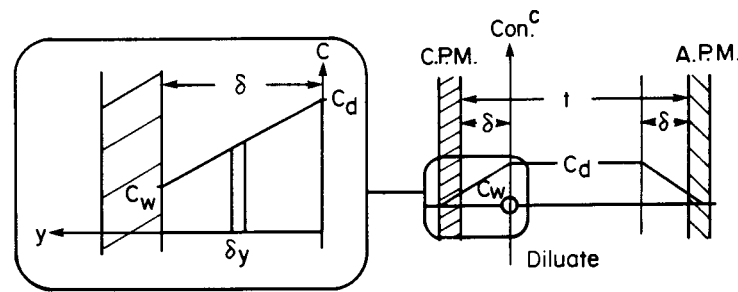 C
δ
C_d
C_w
y
δy
Con.ᶜ
C.P.M.
A.P.M.
t
δ
δ
C_d
C_w
Diluate